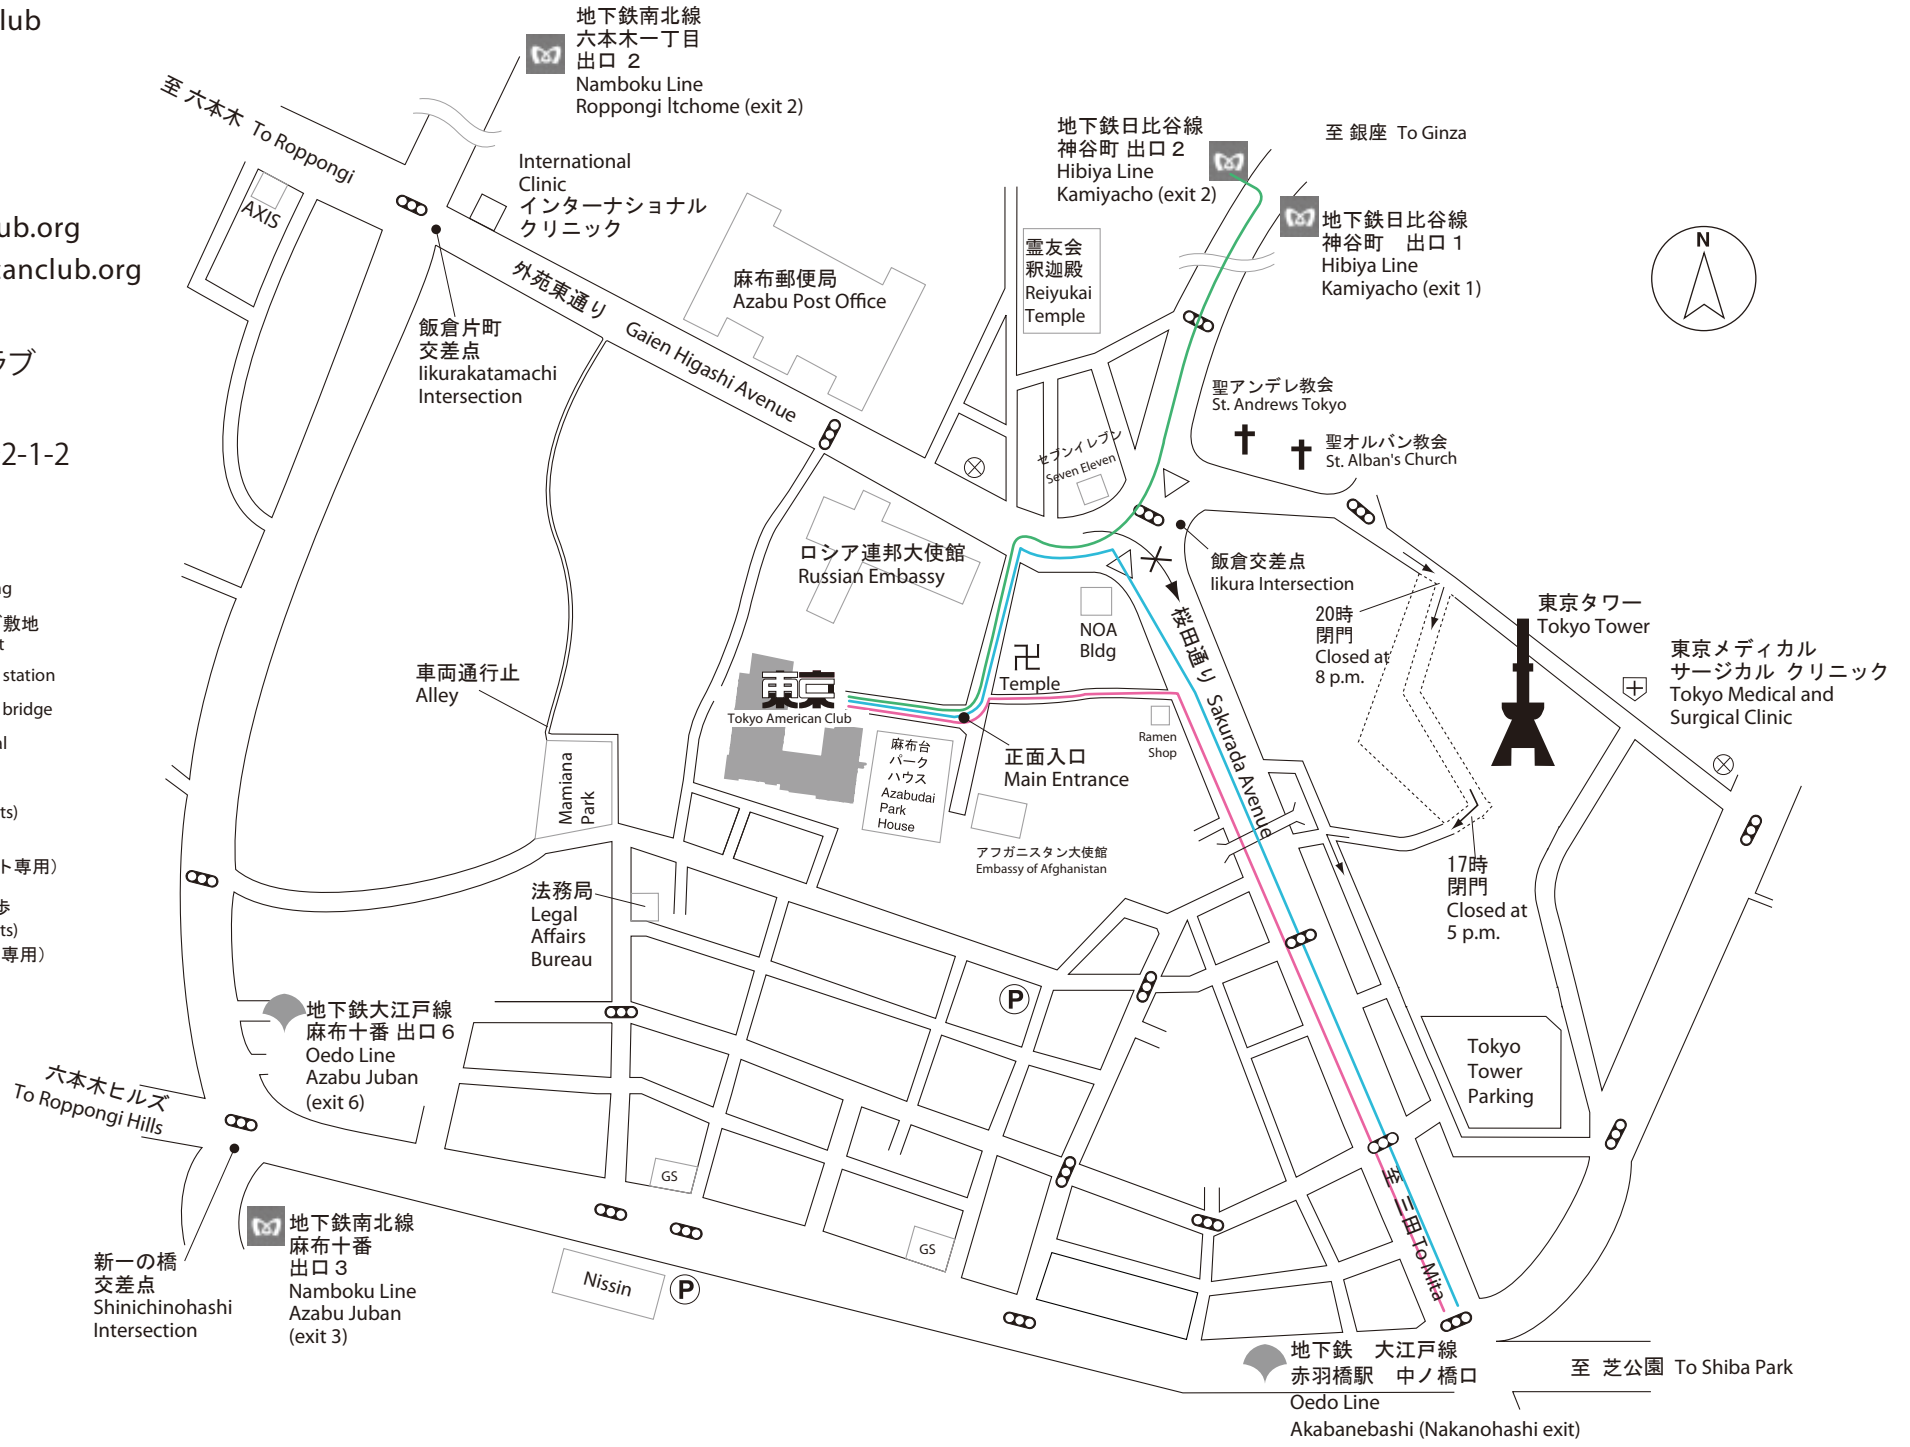 lub
ub.org
canclub.org
ラブ
2-1-2
g
敷地
t
station
bridge
l
ts)
ト専用）
歩
ts)
専用）
地下鉄南北線
六本木一丁目
出口 2
Namboku Line
Roppongi Itchome (exit 2)
至 六本木 To Roppongi
AXIS
International
Clinic
インターナショナル
クリニック
外苑東通り Gaien Higashi Avenue
麻布郵便局
Azabu Post Office
飯倉片町
交差点
Iikurakatamachi
Intersection
地下鉄日比谷線
神谷町 出口2
Hibiya Line
Kamiyacho (exit 2)
至 銀座 To Ginza
地下鉄日比谷線
神谷町 出口1
Hibiya Line
Kamiyacho (exit 1)
N
霊友会
釈迦殿
Reiyukai
Temple
聖アンデレ教会
St. Andrews Tokyo
聖オルバン教会
St. Alban's Church
セブンイレブン
Seven Eleven
ロシア連邦大使館
Russian Embassy
飯倉交差点
Iikura Intersection
NOA
Bldg
卍
Temple
20時
閉門
Closed at
8 p.m.
東京タワー
Tokyo Tower
東京メディカル
サージカル クリニック
Tokyo Medical and
Surgical Clinic
桜田通り Sakurada Avenue
車両通行止
Alley
東京
Tokyo American Club
Ramen
Shop
正面入口
Main Entrance
麻布台
パーク
ハウス
Azabudai
Park
House
Mamiana
Park
アフガニスタン大使館
Embassy of Afghanistan
17時
閉門
Closed at
5 p.m.
法務局
Legal
Affairs
Bureau
P
地下鉄大江戸線
麻布十番 出口6
Oedo Line
Azabu Juban
(exit 6)
六本木ヒルズ
To Roppongi Hills
Tokyo
Tower
Parking
GS
GS
至 三田 To Mita
地下鉄南北線
麻布十番
出口3
Namboku Line
Azabu Juban
(exit 3)
新一の橋
交差点
Shinichinohashi
Intersection
Nissin
P
地下鉄 大江戸線
赤羽橋駅 中ノ橋口
Oedo Line
Akabanebashi (Nakanohashi exit)
至 芝公園 To Shiba Park